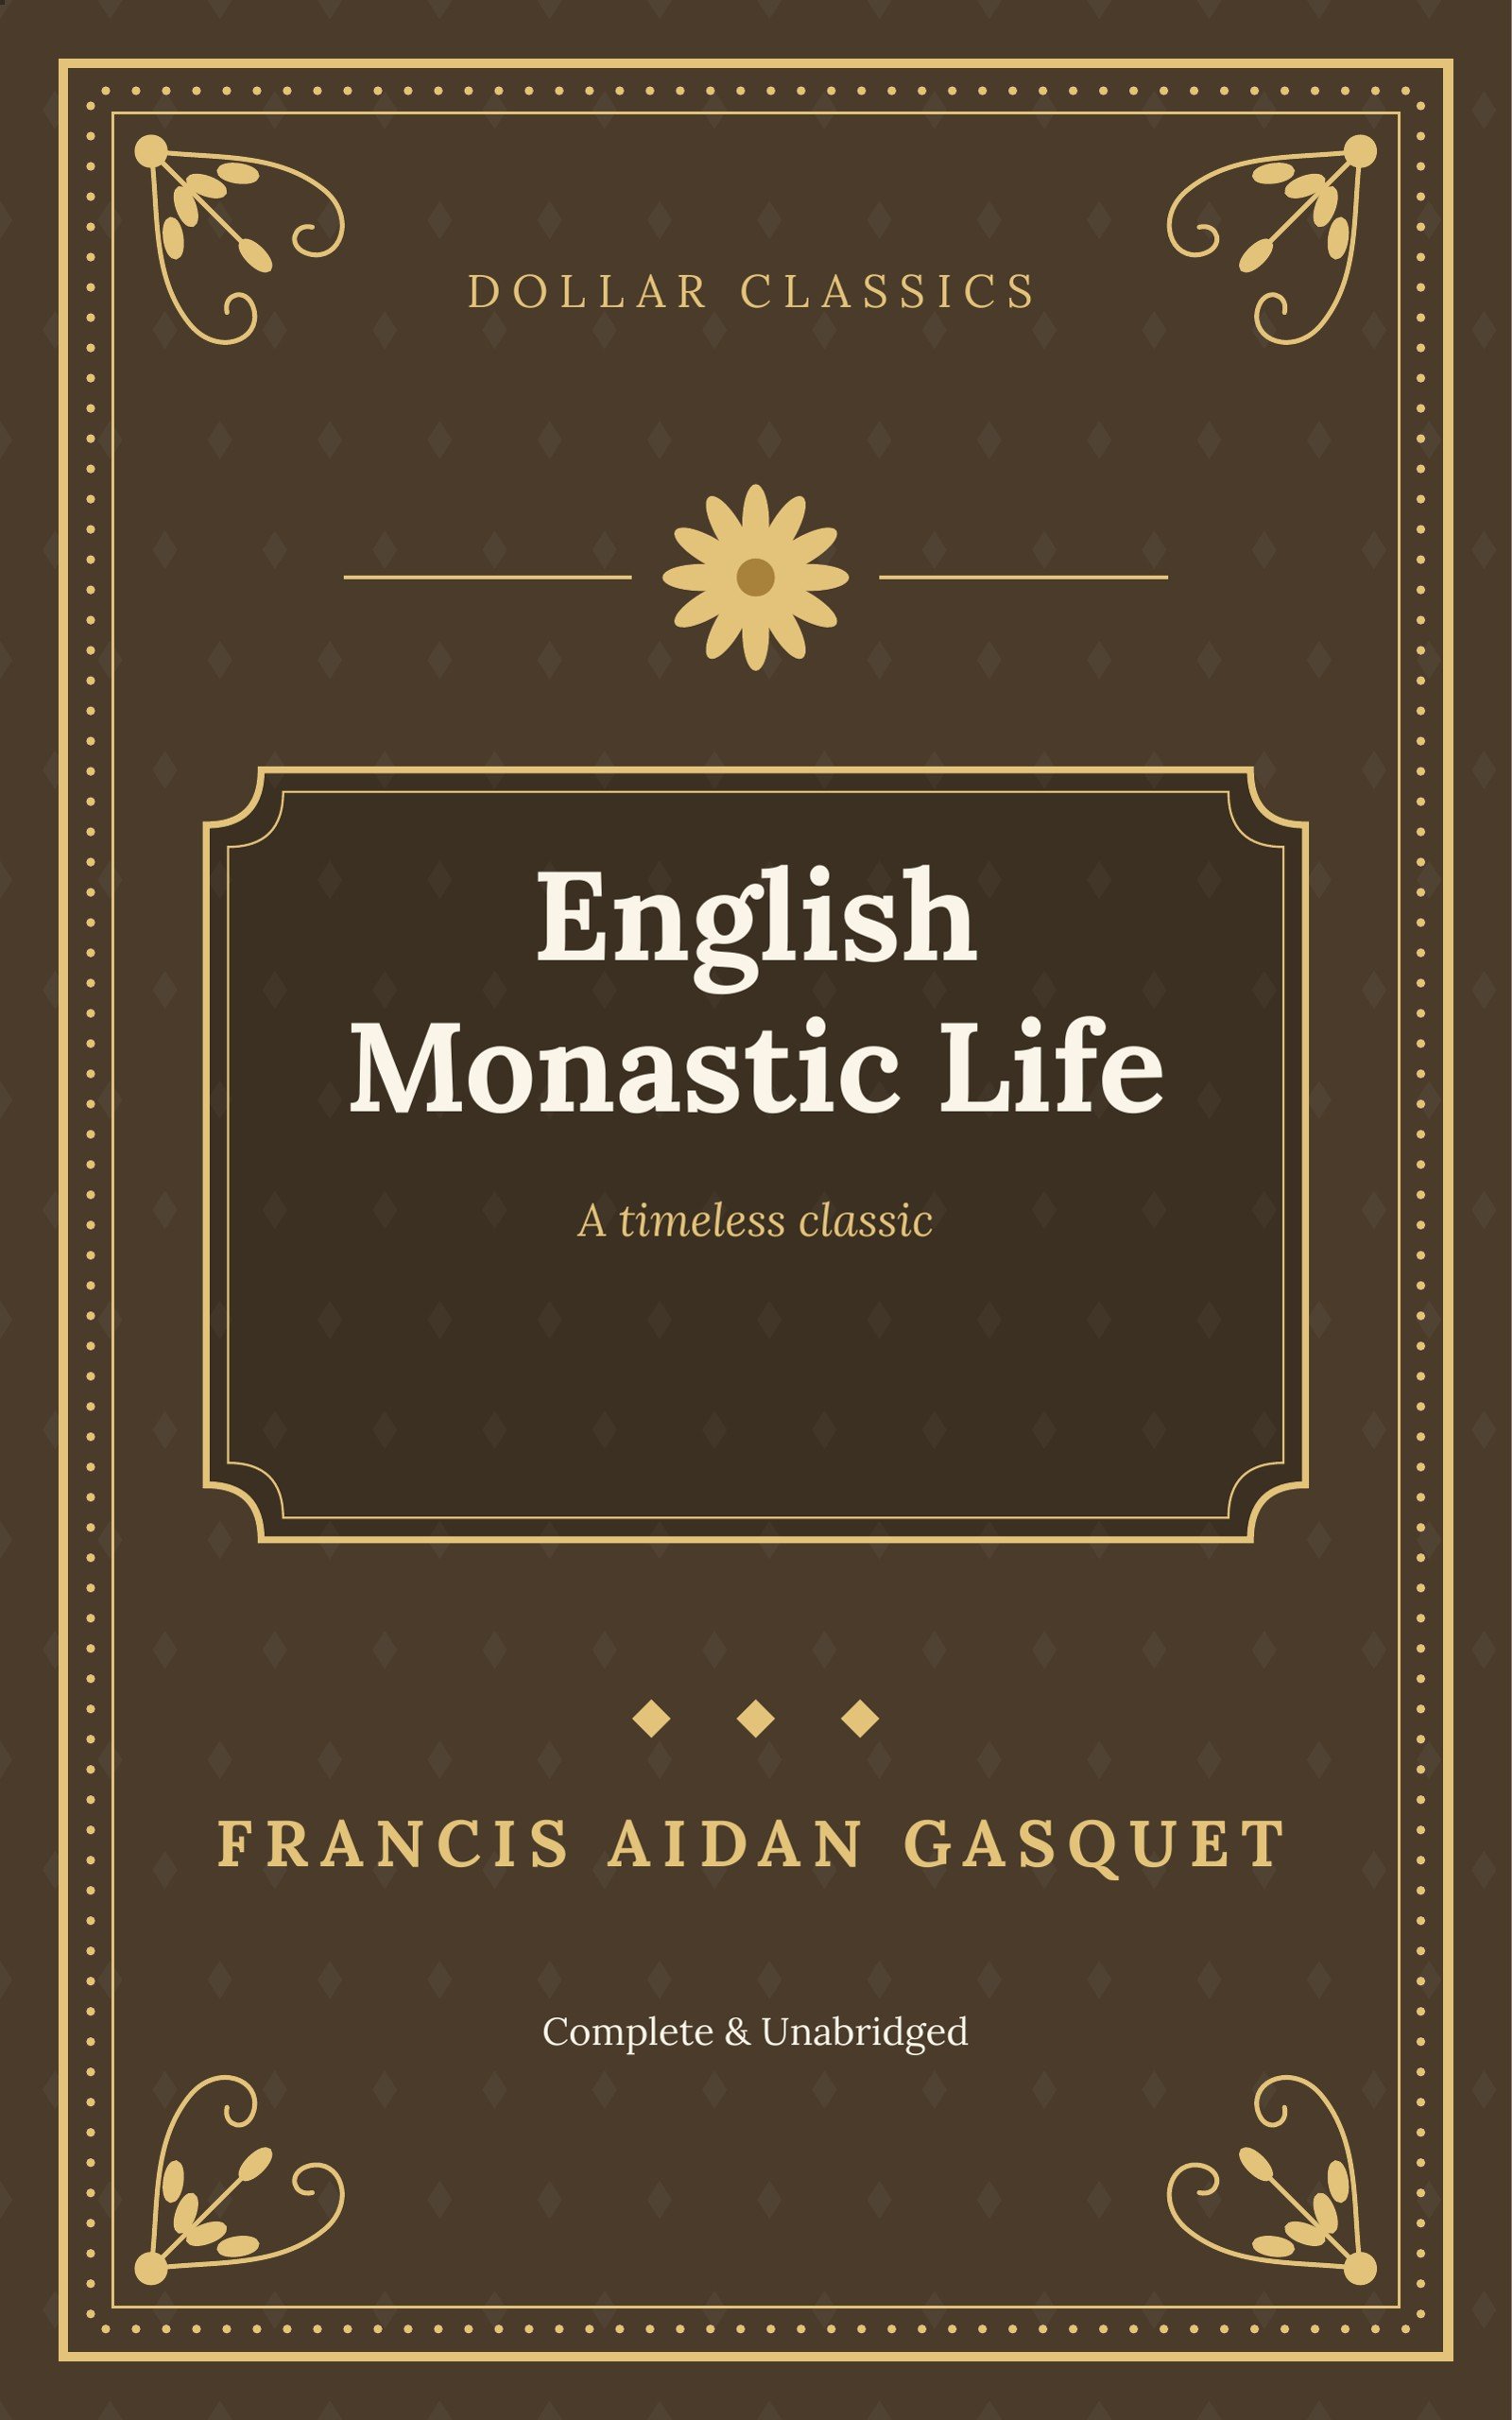 DOLLAR CLASSICS
English
Monastic Life
A timeless classic
FRANCIS AIDAN GASQUET
Complete & Unabridged